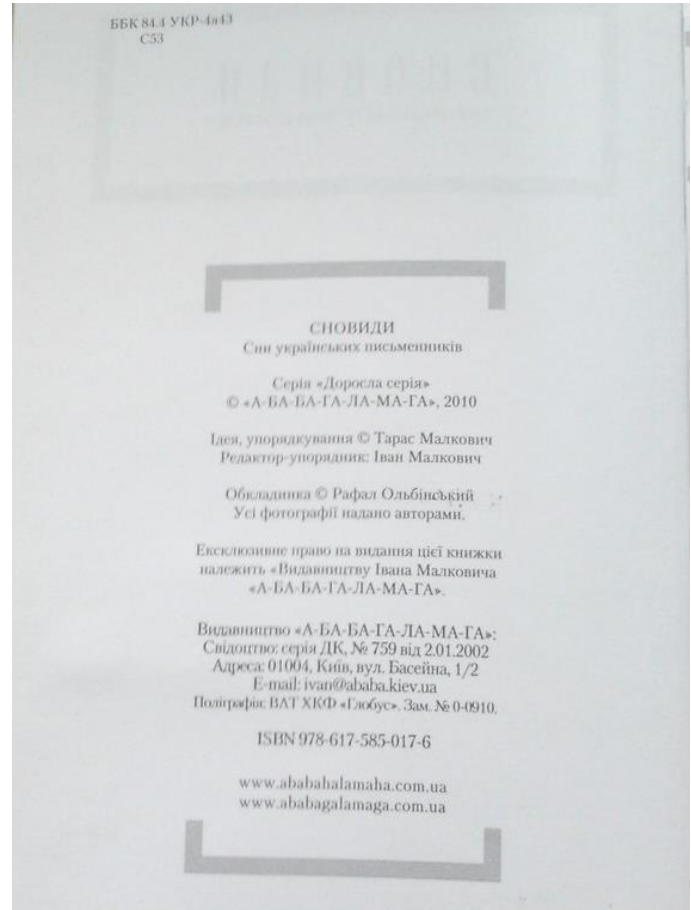 ББК 84.4 УКР-4я43
С53
СНОВИДИ
Сни українських письменників
Серія «Доросла серія»
© «А-БА-БА-ГА-ЛА-МА-ГА», 2010
Ідея, упорядкування © Тарас Малкович
Редактор-упорядник: Іван Малкович
Обкладинка © Рафал Ольбінський
Усі фотографії надано авторами.
Ексклюзивне право на видання цієї книжки
належить «Видавництву Івана Малковича
«А-БА-БА-ГА-ЛА-МА-ГА».
Видавництво «А-БА-БА-ГА-ЛА-МА-ГА»:
Свідоцтво: серія ДК, № 759 від 2.01.2002
Адреса: 01004, Київ, вул. Басейна, 1/2
E-mail: ivan@ababa.kiev.ua
Поліграфія: ВАТ ХКФ «Глобус». Зам. № 0-0910.
ISBN 978-617-585-017-6
www.ababahalamaha.com.ua
www.ababagalamaga.com.ua